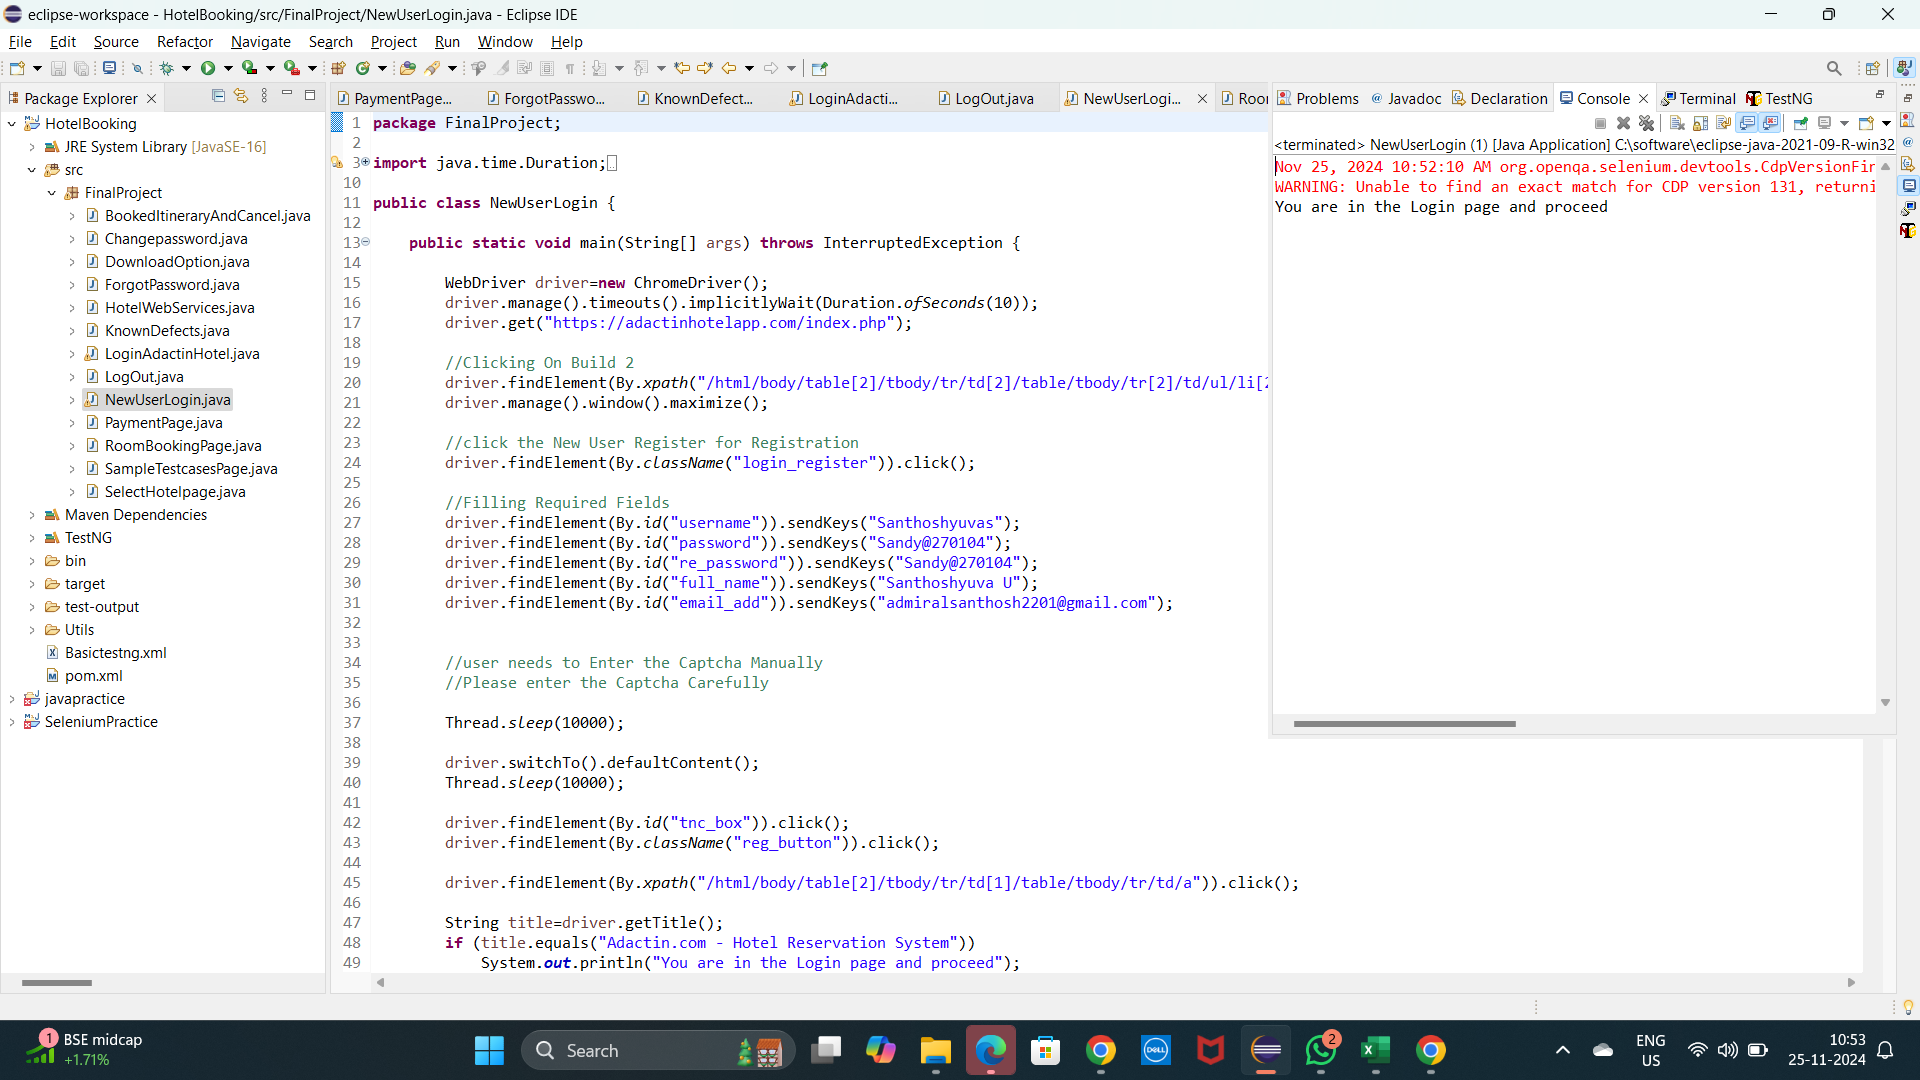 eclipse-workspace - HotelBooking/src/FinalProject/NewUserLogin.java - Eclipse IDE
File Edit Source Refactor Navigate Search Project Run Window Help
Package Explorer
HotelBooking
JRE System Library [JavaSE-16]
src
FinalProject
BookedItineraryAndCancel.java
Changepassword.java
DownloadOption.java
ForgotPassword.java
HotelWebServices.java
KnownDefects.java
LoginAdactinHotel.java
LogOut.java
NewUserLogin.java
PaymentPage.java
RoomBookingPage.java
SampleTestcasesPage.java
SelectHotelpage.java
Maven Dependencies
TestNG
bin
target
test-output
Utils
Basictestng.xml
pom.xml
javapractice
SeleniumPractice
PaymentPage... ForgotPasswo... KnownDefect... LoginAdacti... LogOut.java NewUserLogi... Roo
1 package FinalProject;
2
3 import java.time.Duration;
10
11 public class NewUserLogin {
12
13 public static void main(String[] args) throws InterruptedException {
14
15 WebDriver driver=new ChromeDriver();
16 driver.manage().timeouts().implicitlyWait(Duration.ofSeconds(10));
17 driver.get("https://adactinhotelapp.com/index.php");
18
19 //Clicking On Build 2
20 driver.findElement(By.xpath("/html/body/table[2]/tbody/tr/td[2]/table/tbody/tr[2]/td/ul/li[2
21 driver.manage().window().maximize();
22
23 //click the New User Register for Registration
24 driver.findElement(By.className("login_register")).click();
25
26 //Filling Required Fields
27 driver.findElement(By.id("username")).sendKeys("Santhoshyuvas");
28 driver.findElement(By.id("password")).sendKeys("Sandy@270104");
29 driver.findElement(By.id("re_password")).sendKeys("Sandy@270104");
30 driver.findElement(By.id("full_name")).sendKeys("Santhoshyuva U");
31 driver.findElement(By.id("email_add")).sendKeys("admiralsanthosh2201@gmail.com");
32
33
34 //user needs to Enter the Captcha Manually
35 //Please enter the Captcha Carefully
36
37 Thread.sleep(10000);
38
39 driver.switchTo().defaultContent();
40 Thread.sleep(10000);
41
42 driver.findElement(By.id("tnc_box")).click();
43 driver.findElement(By.className("reg_button")).click();
44
45 driver.findElement(By.xpath("/html/body/table[2]/tbody/tr/td[1]/table/tbody/tr/td/a")).click();
46
47 String title=driver.getTitle();
48 if (title.equals("Adactin.com - Hotel Reservation System"))
49 System.out.println("You are in the Login page and proceed");
Problems Javadoc Declaration Console Terminal TestNG
<terminated> NewUserLogin (1) [Java Application] C:\software\eclipse-java-2021-09-R-win32
Nov 25, 2024 10:52:10 AM org.openqa.selenium.devtools.CdpVersionFin
WARNING: Unable to find an exact match for CDP version 131, returni
You are in the Login page and proceed
1
BSE midcap
+1.71%
Search
DELL
2
ENG
US
10:53
25-11-2024